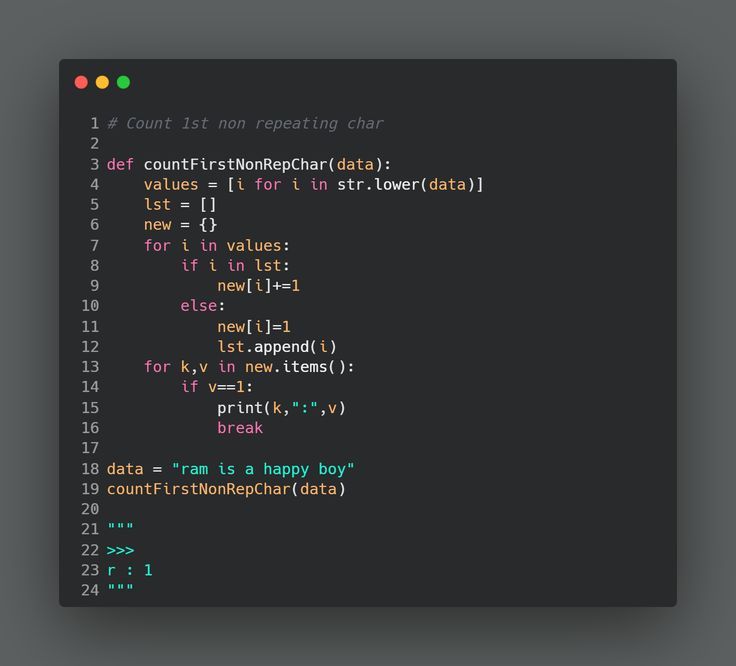 1 # Count 1st non repeating char
2
3 def countFirstNonRepChar(data):
4     values = [i for i in str.lower(data)]
5     lst = []
6     new = {}
7     for i in values:
8         if i in lst:
9             new[i]+=1
10         else:
11             new[i]=1
12             lst.append(i)
13     for k,v in new.items():
14         if v==1:
15             print(k,":",v)
16             break
17
18 data = "ram is a happy boy"
19 countFirstNonRepChar(data)
20
21 """
22 >>>
23 r : 1
24 """